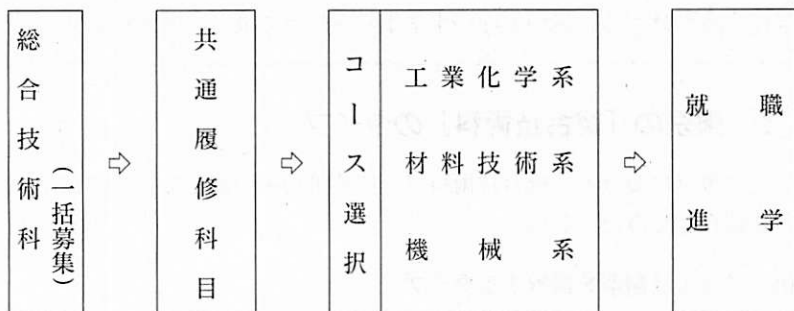 総合技術科
(一括募集)
共通履修科目
コース選択
工業化学系
材料技術系
機械系
就職
進学